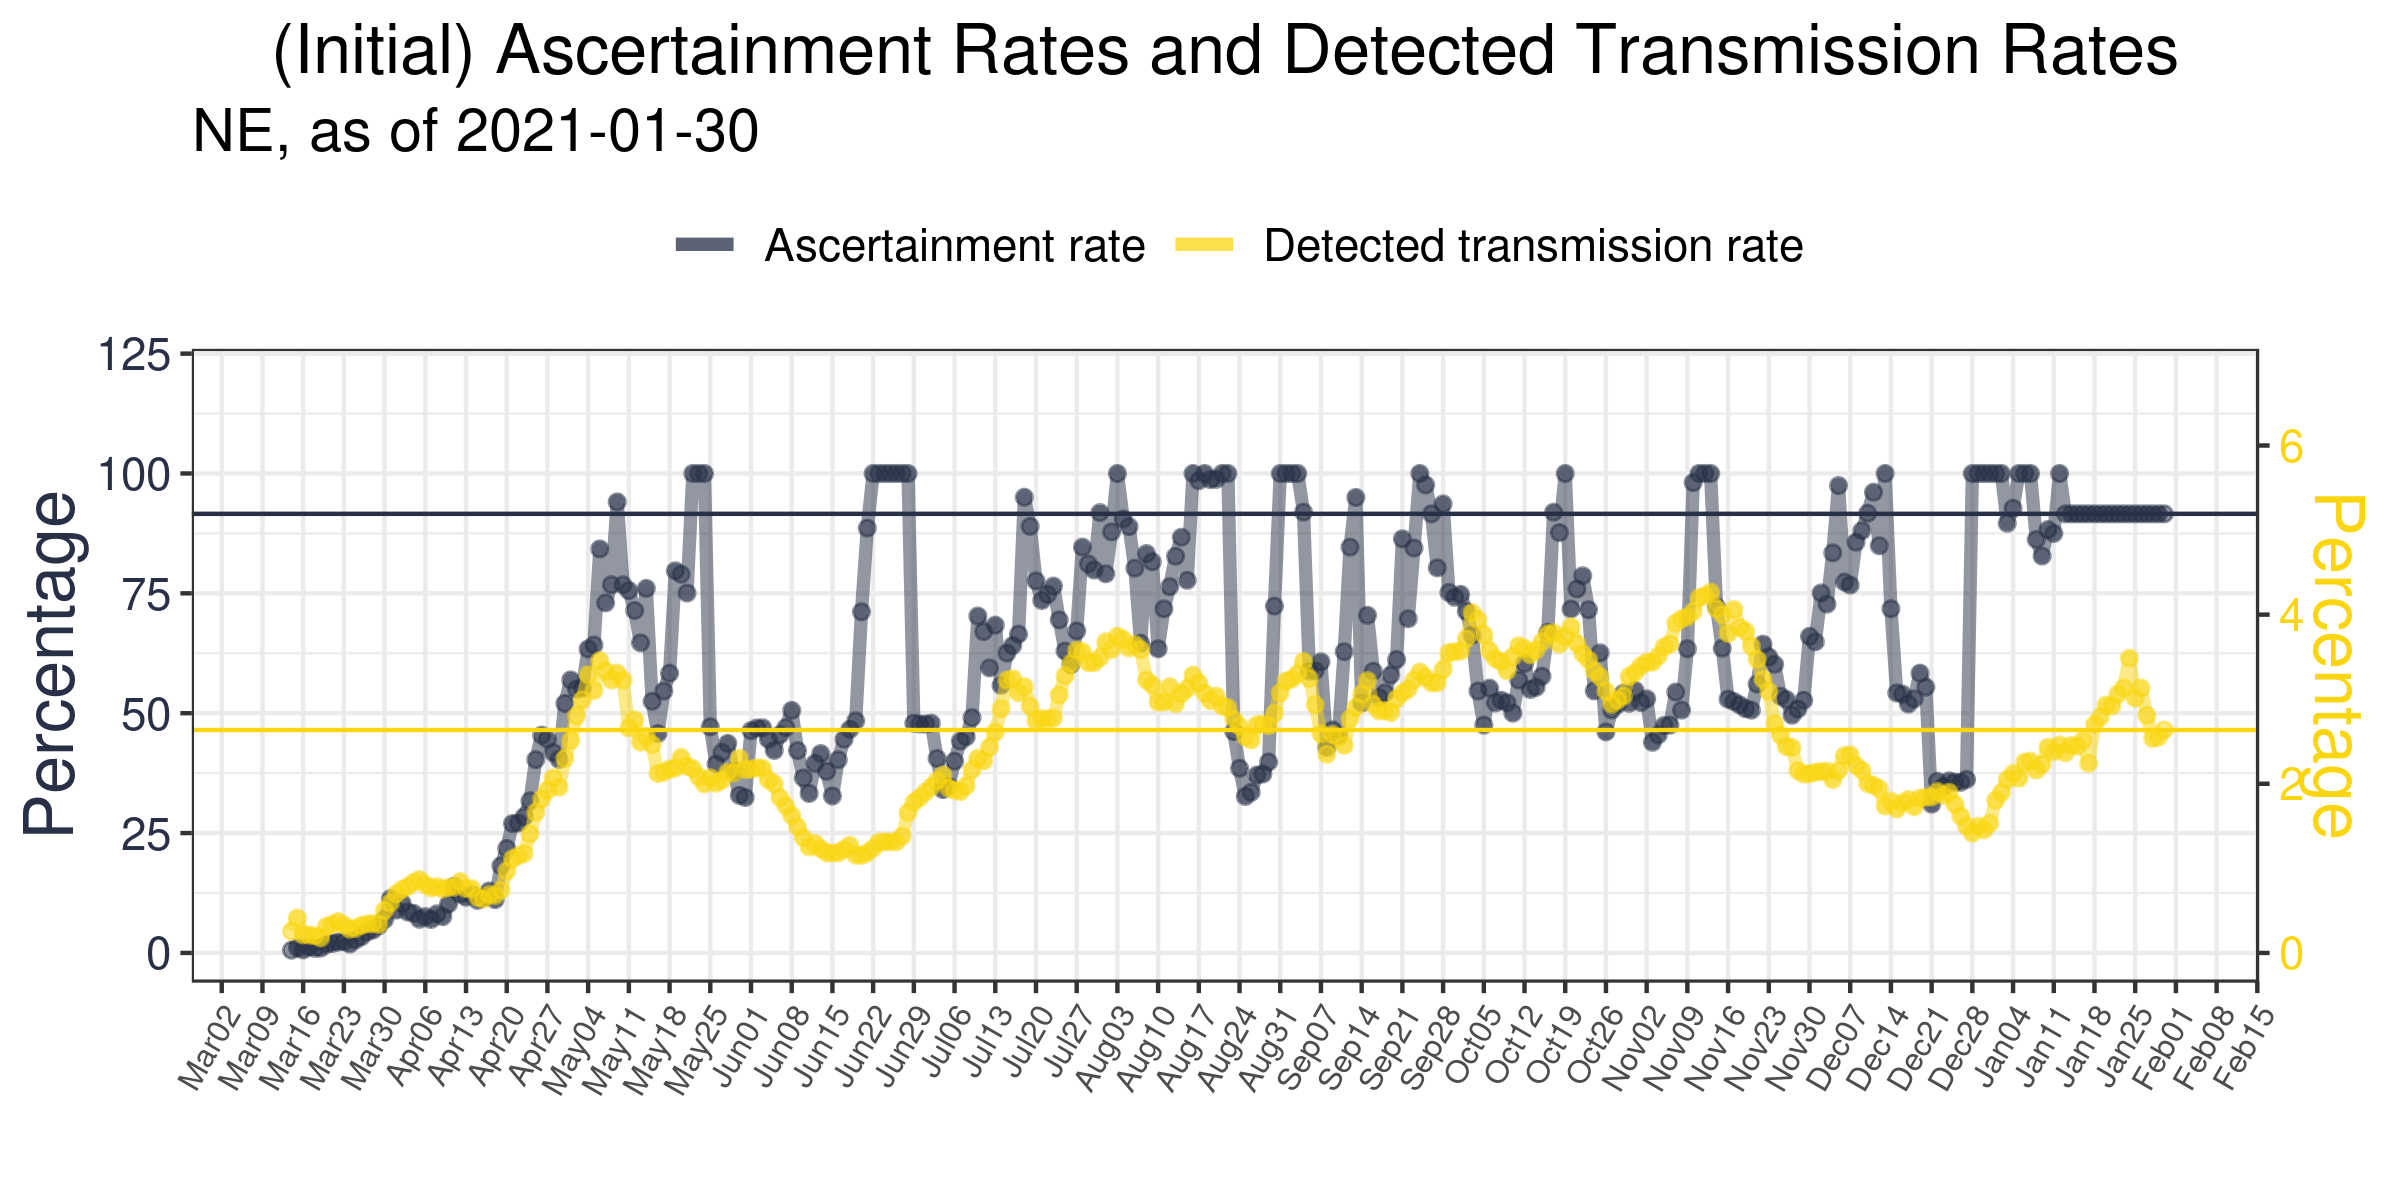 (Initial) Ascertainment Rates and Detected Transmission Rates
NE, as of 2021-01-30
Ascertainment rate
Detected transmission rate
Percentage
125
100
75
50
25
0
6
4
2
0
Percentage
Mar02
Mar09
Mar16
Mar23
Mar30
Apr06
Apr13
Apr20
Apr27
May04
May11
May18
May25
Jun01
Jun08
Jun15
Jun22
Jun29
Jul06
Jul13
Jul20
Jul27
Aug03
Aug10
Aug17
Aug24
Aug31
Sep07
Sep14
Sep21
Sep28
Oct05
Oct12
Oct19
Oct26
Nov02
Nov09
Nov16
Nov23
Nov30
Dec07
Dec14
Dec21
Dec28
Jan04
Jan11
Jan18
Jan25
Feb01
Feb08
Feb15